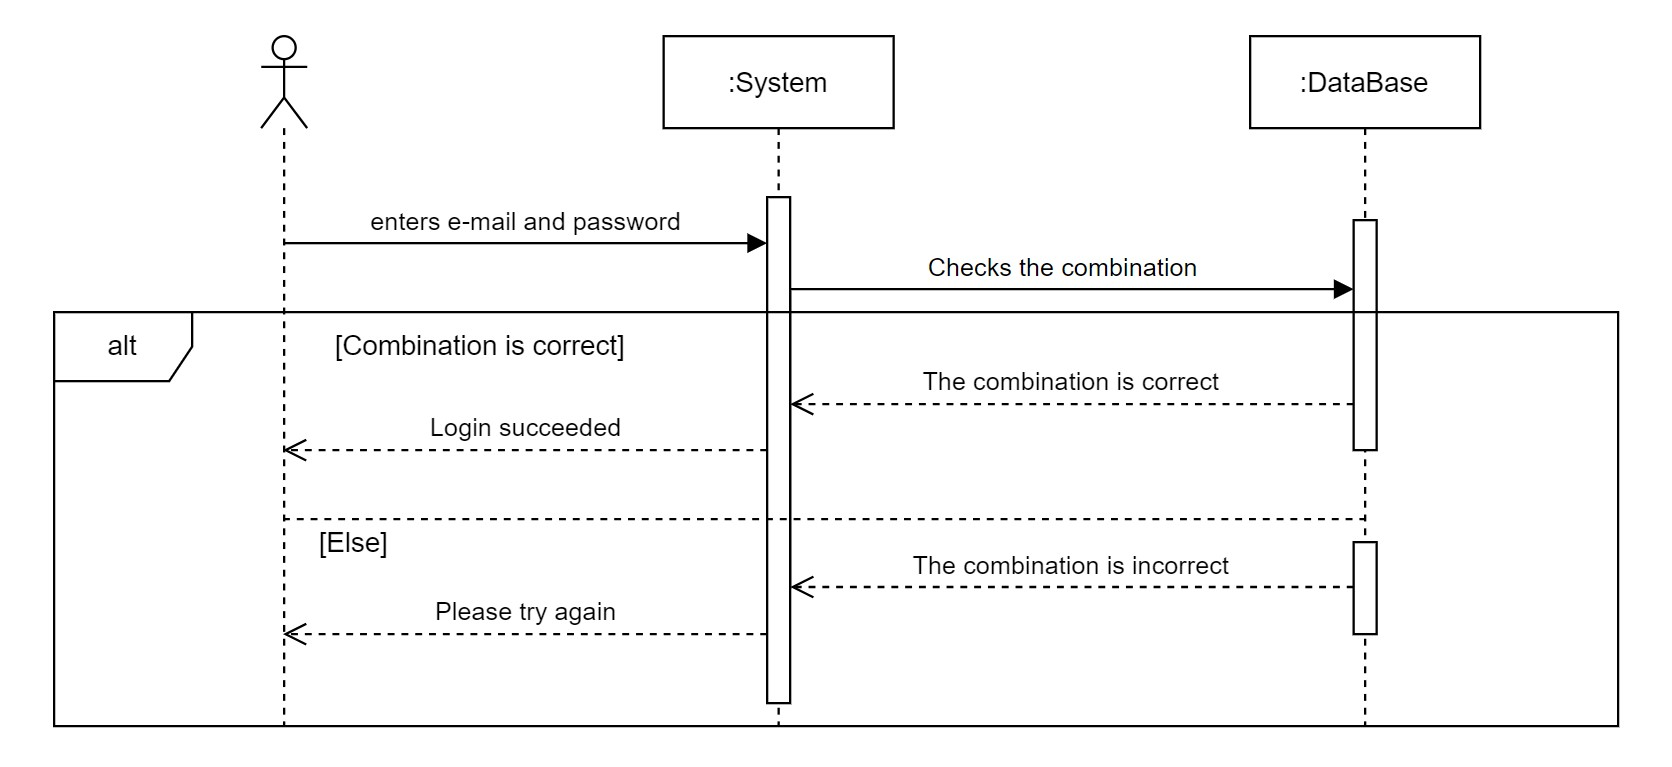 :System
:DataBase
enters e-mail and password
Checks the combination
alt
[Combination is correct]
The combination is correct
Login succeeded
[Else]
The combination is incorrect
Please try again